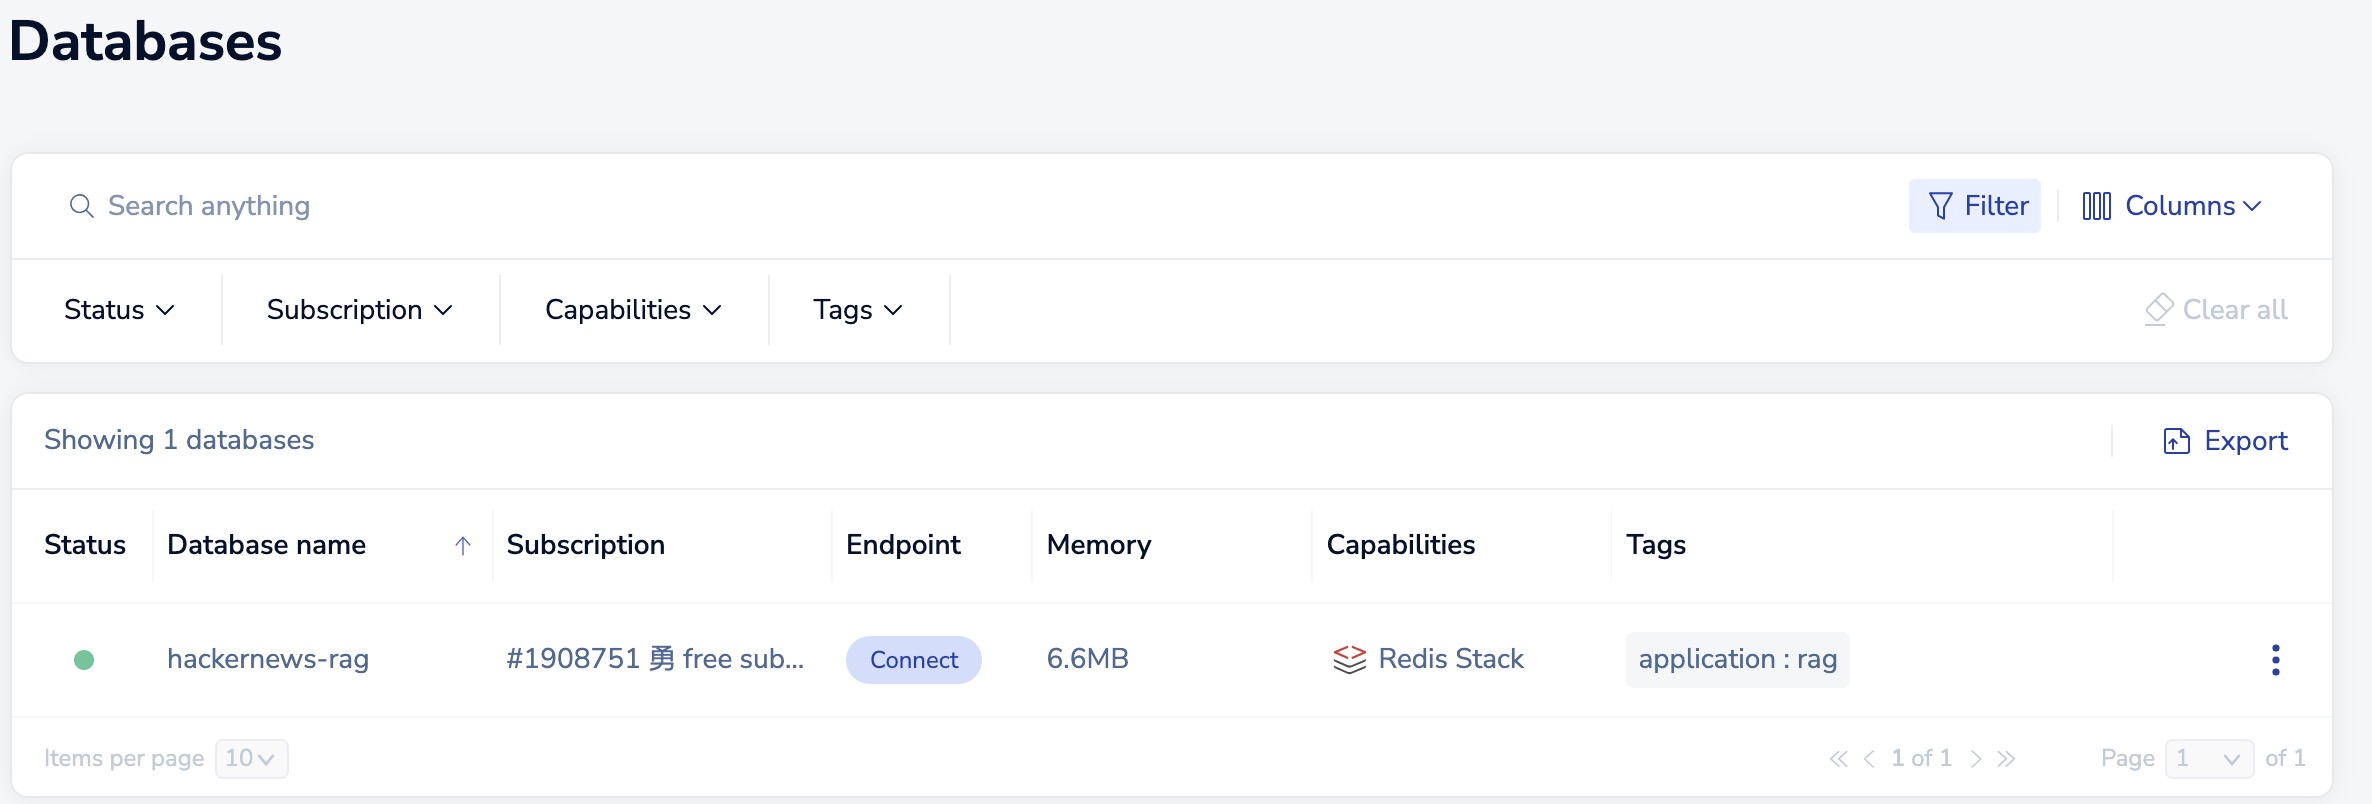 Databases
Search anything
Filter
Columns
Status
Subscription
Capabilities
Tags
Clear all
Showing 1 databases
Export
Status
Database name
Subscription
Endpoint
Memory
Capabilities
Tags
hackernews-rag
#1908751 勇 free sub...
Connect
6.6MB
Redis Stack
application : rag
Items per page 10
1 of 1
Page 1 of 1